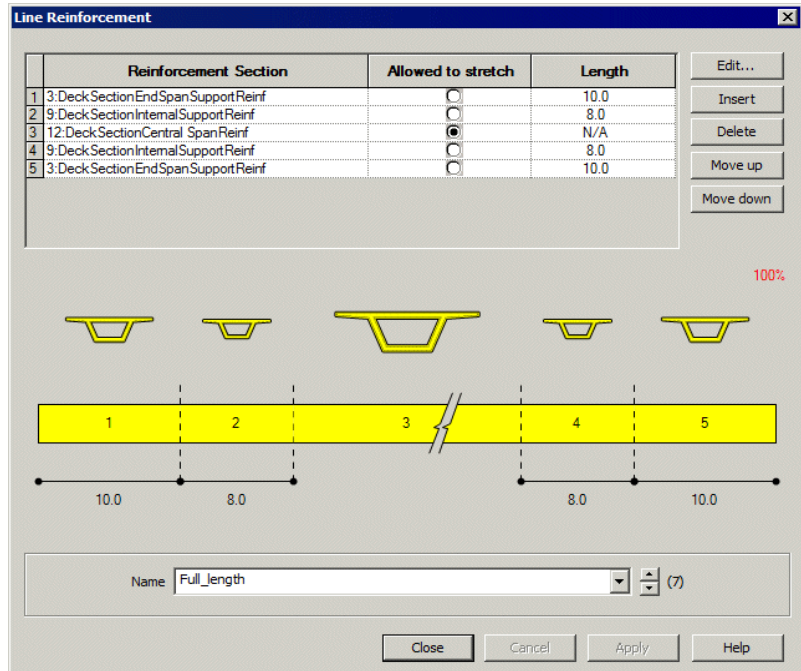 Line Reinforcement
Reinforcement Section Allowed to stretch Length
1 3:DeckSectionEndSpanSupportReinf 10.0
2 9:DeckSectionInternalSupportReinf 8.0
3 12:DeckSectionCentral SpanReinf N/A
4 9:DeckSectionInternalSupportReinf 8.0
5 3:DeckSectionEndSpanSupportReinf 10.0
Edit...
Insert
Delete
Move up
Move down
100%
1 2 3 4 5
10.0 8.0 8.0 10.0
Name Full_length (7)
Close Cancel Apply Help